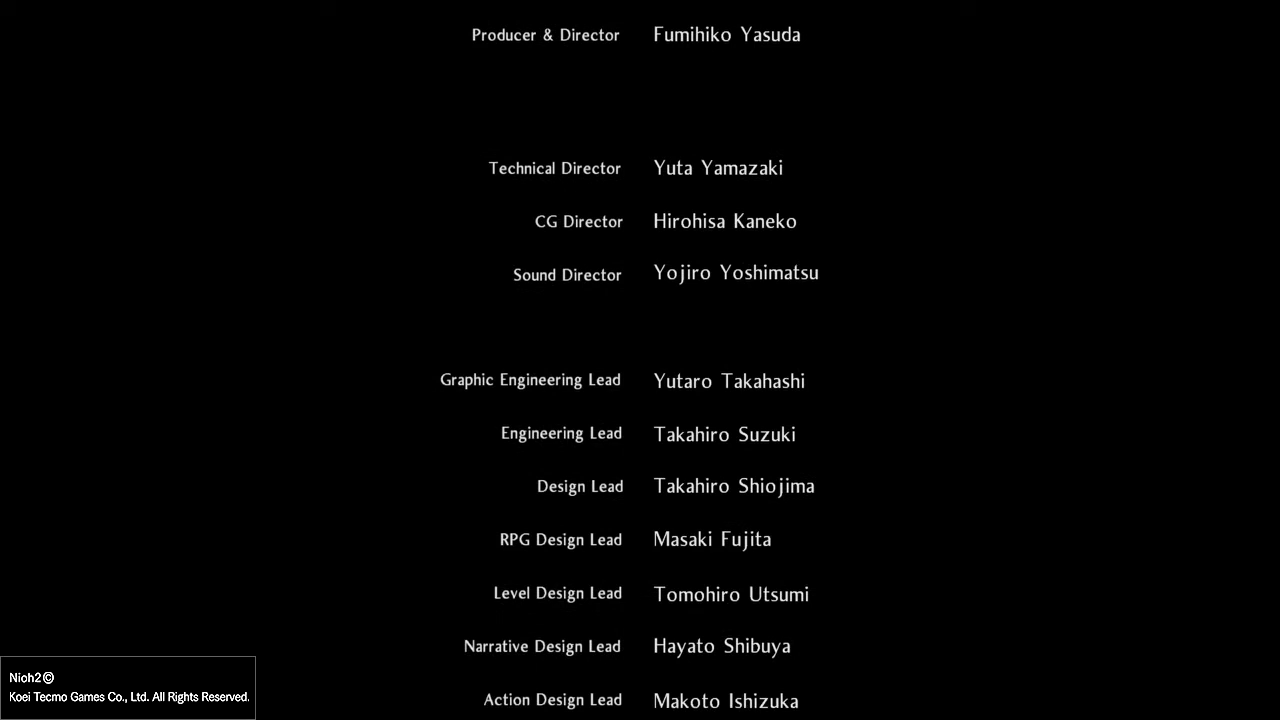 Producer & Director Fumihiko Yasuda
Technical Director Yuta Yamazaki
CG Director Hirohisa Kaneko
Sound Director Yojiro Yoshimatsu
Graphic Engineering Lead Yutaro Takahashi
Engineering Lead Takahiro Suzuki
Design Lead Takahiro Shiojima
RPG Design Lead Masaki Fujita
Level Design Lead Tomohiro Utsumi
Narrative Design Lead Hayato Shibuya
Action Design Lead Makoto Ishizuka
Nioh2©
Koei Tecmo Games Co., Ltd. All Rights Reserved.